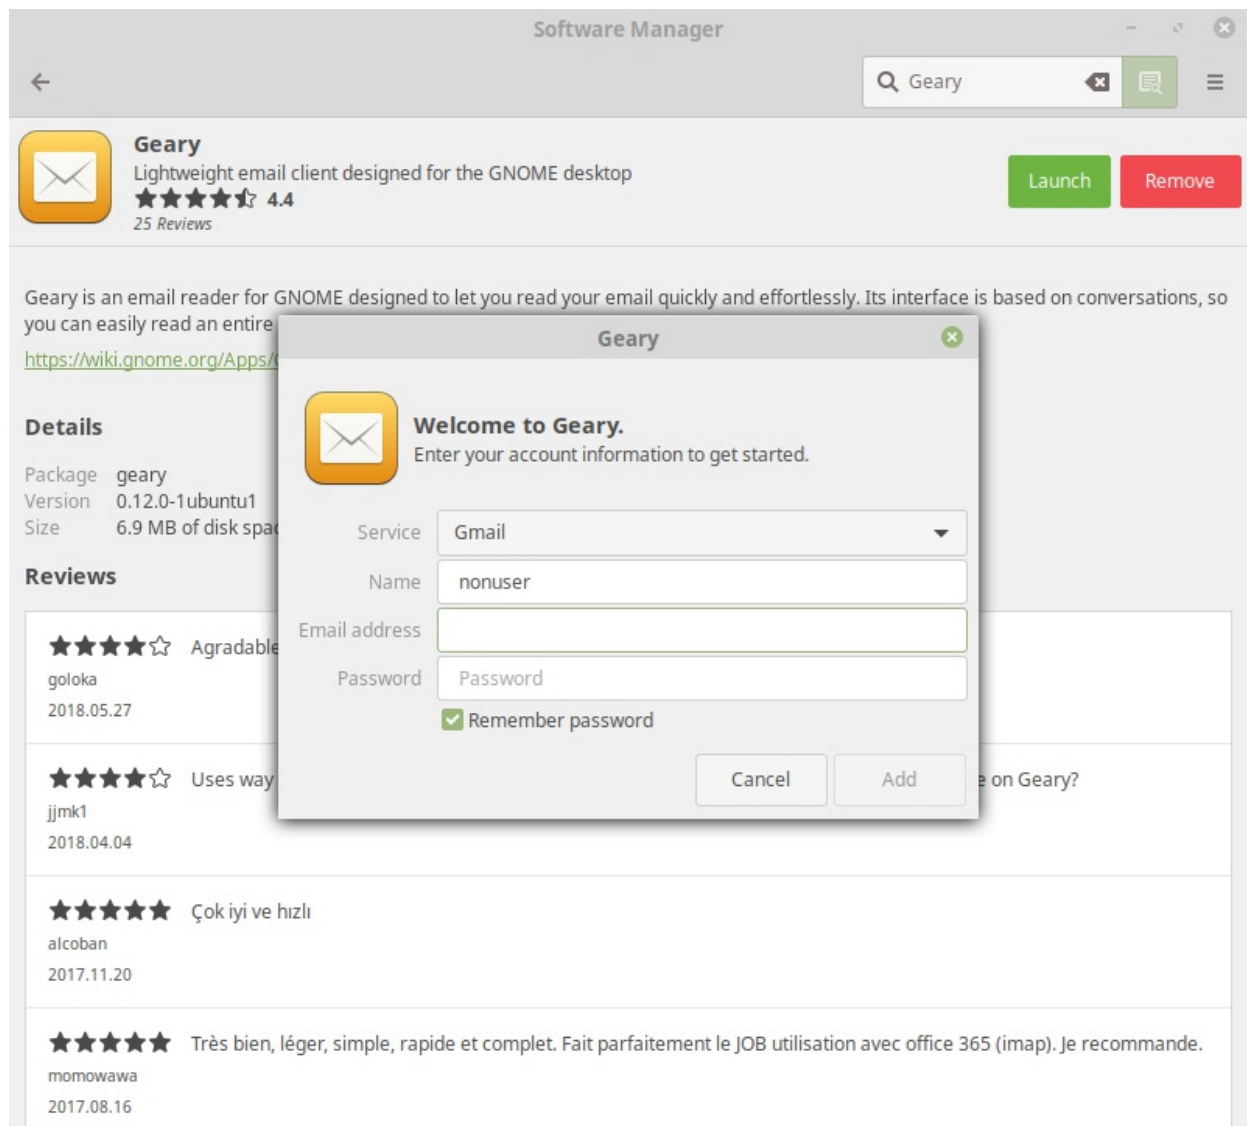 Software Manager
Geary
Geary
Lightweight email client designed for the GNOME desktop
4.4
25 Reviews
Launch
Remove
Geary is an email reader for GNOME designed to let you read your email quickly and effortlessly. Its interface is based on conversations, so
you can easily read an entire
https://wiki.gnome.org/Apps/
Details
Package geary
Version 0.12.0-1ubuntu1
Size 6.9 MB of disk
Reviews
Agradable
goloka
2018.05.27
Uses way
on Geary?
jjmk1
2018.04.04
Çok iyi ve hızlı
alcoban
2017.11.20
Très bien, léger, simple, rapide et complet. Fait parfaitement le JOB utilisation avec office 365 (imap). Je recommande.
momowawa
2017.08.16
Geary
Welcome to Geary.
Enter your account information to get started.
Service Gmail
Name nonuser
Email address
Password Password
Remember password
Cancel
Add